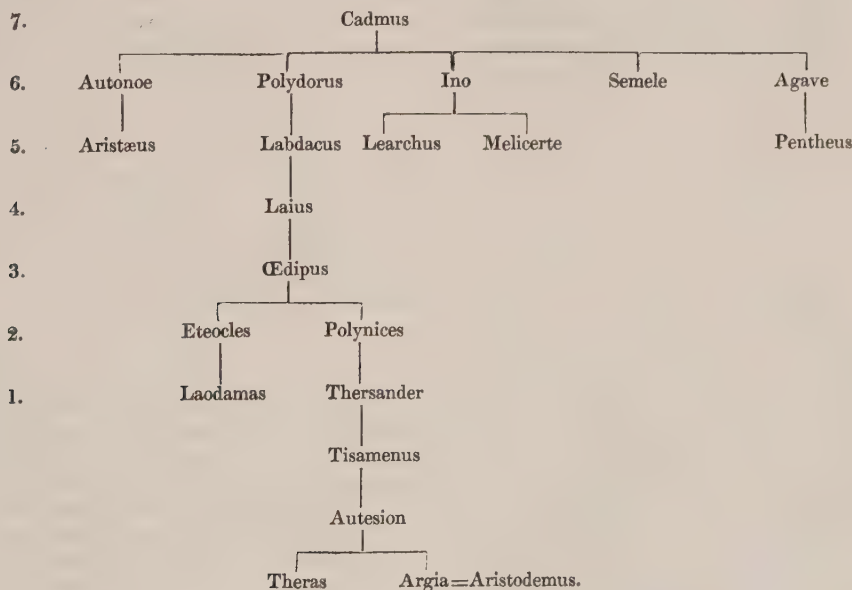 7. Cadmus
6. Autonoe Polydorus Ino Semele Agave
5. Aristæus Labdacus Learchus Melicerte Pentheus
4. Laius
3. Œdipus
2. Eteocles Polynices
1. Laodamas Thersander
Tisamenus
Autesion
Theras Argia=Aristodemus.